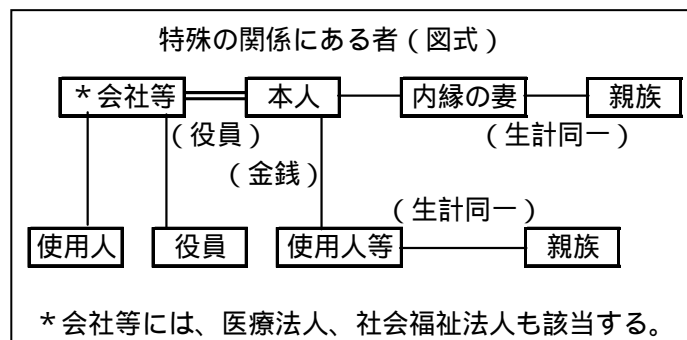 特殊の関係にある者(図式)
*会社等 本人 内縁の妻 親族
(役員) (生計同一)
(金銭)
(生計同一)
使用人 役員 使用人等 親族
*会社等には、医療法人、社会福祉法人も該当する。